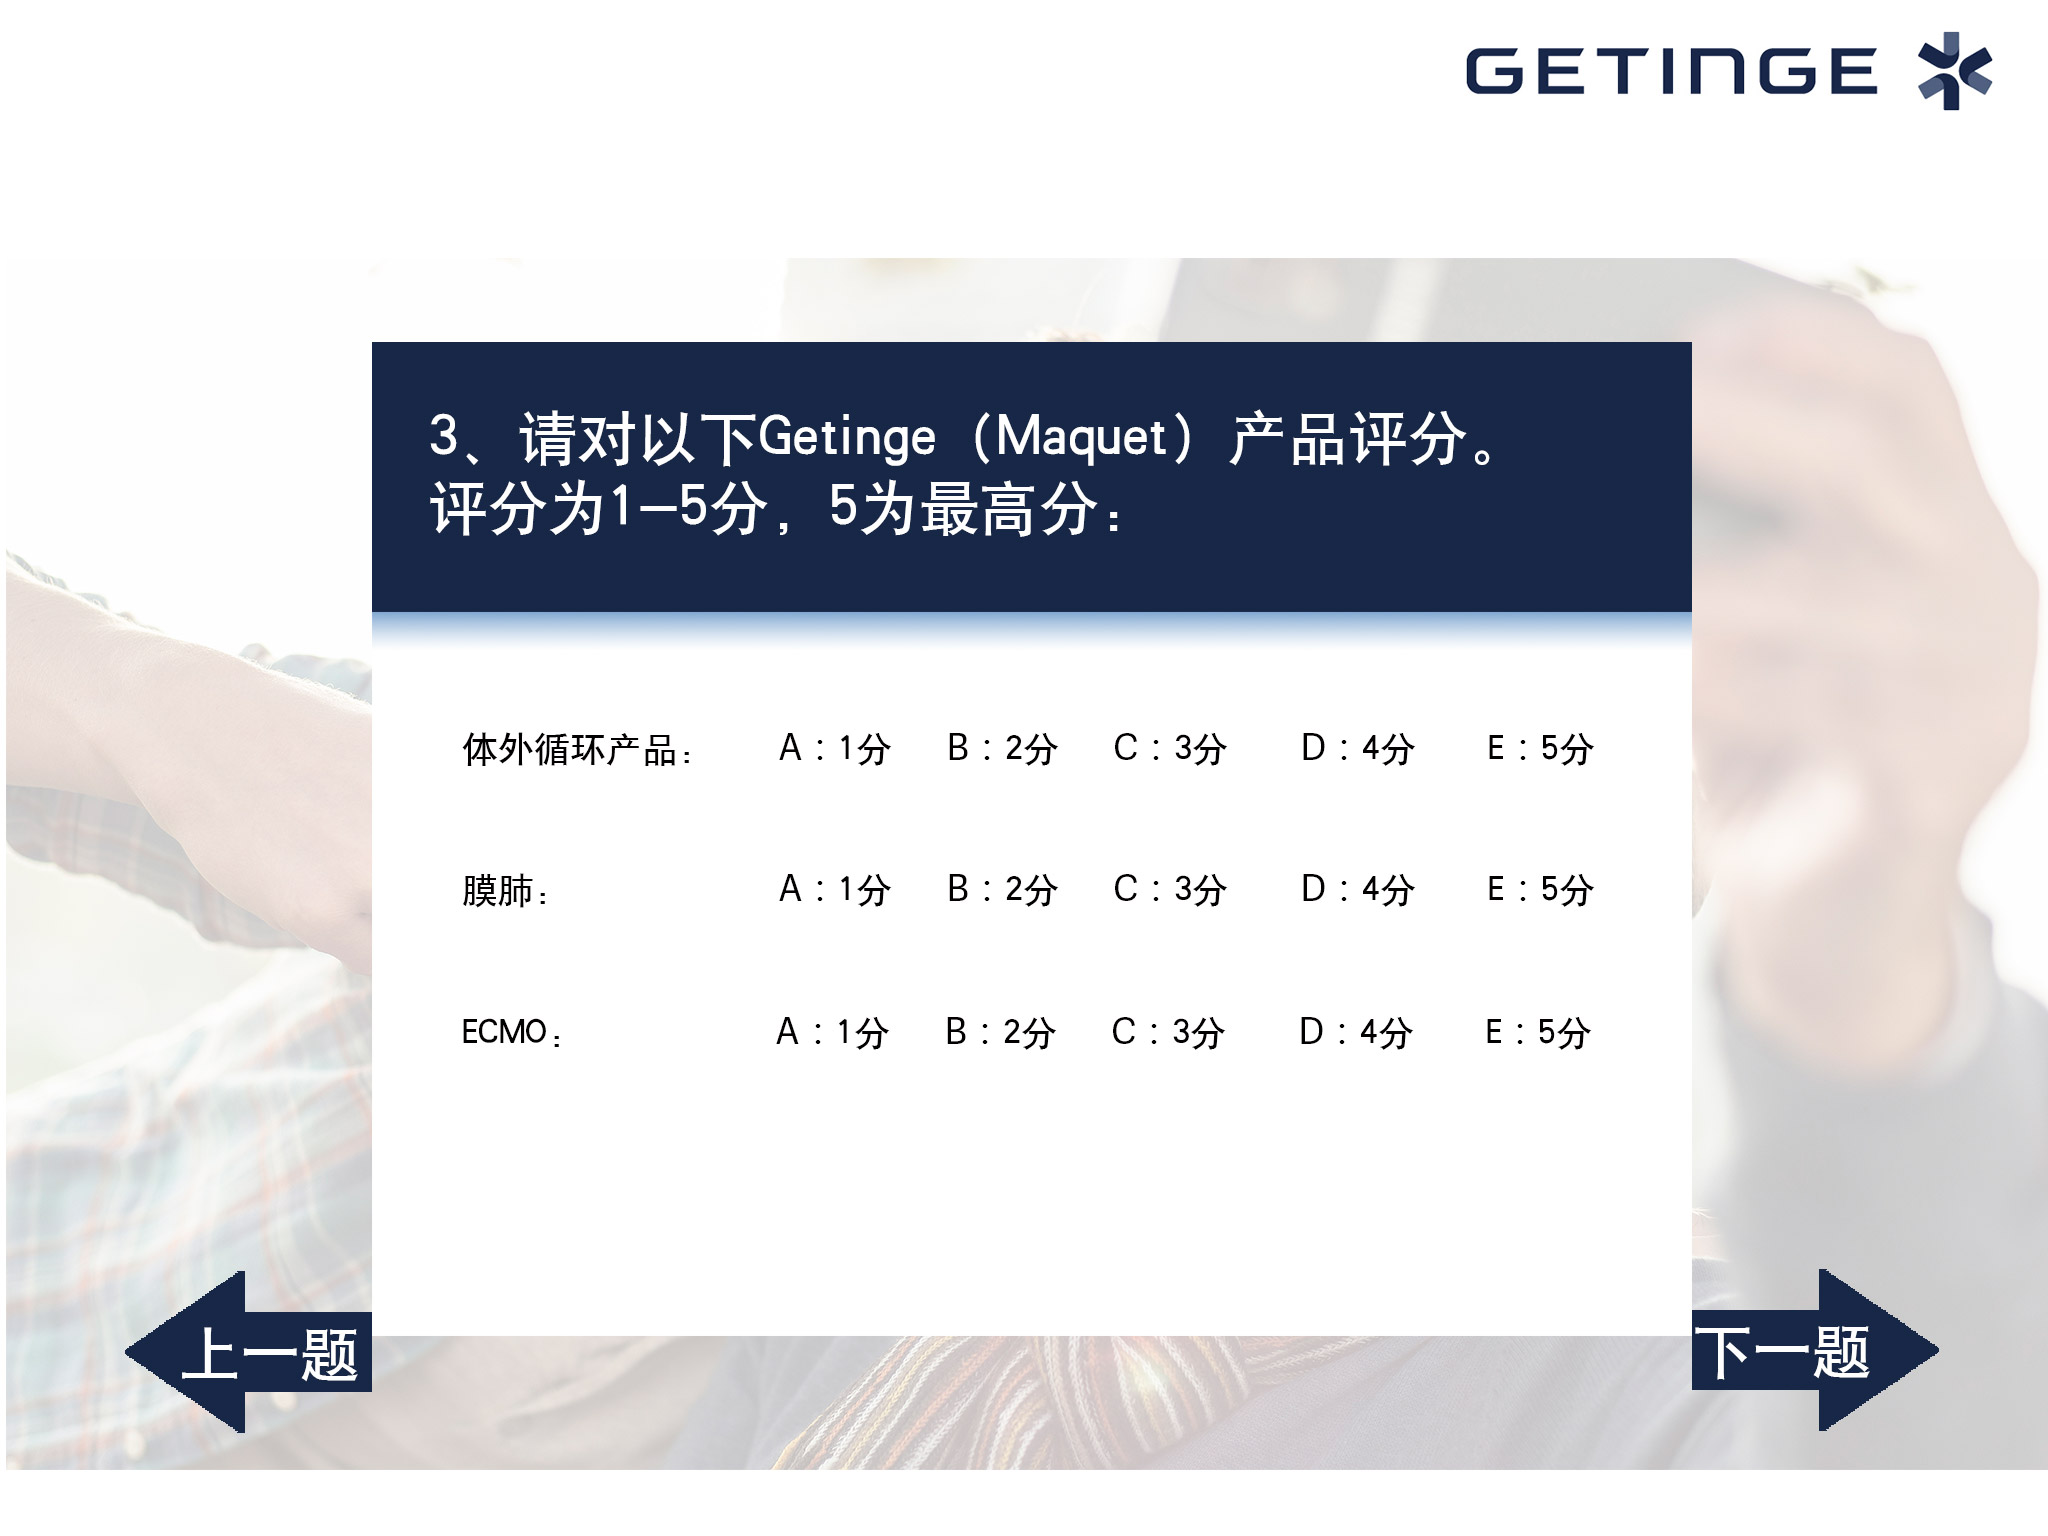 GETINGE
3、请对以下Getinge（Maquet）产品评分。
评分为1-5分，5为最高分：
体外循环产品： A：1分 B：2分 C：3分 D：4分 E：5分
膜肺： A：1分 B：2分 C：3分 D：4分 E：5分
ECMO： A：1分 B：2分 C：3分 D：4分 E：5分
上一题
下一题